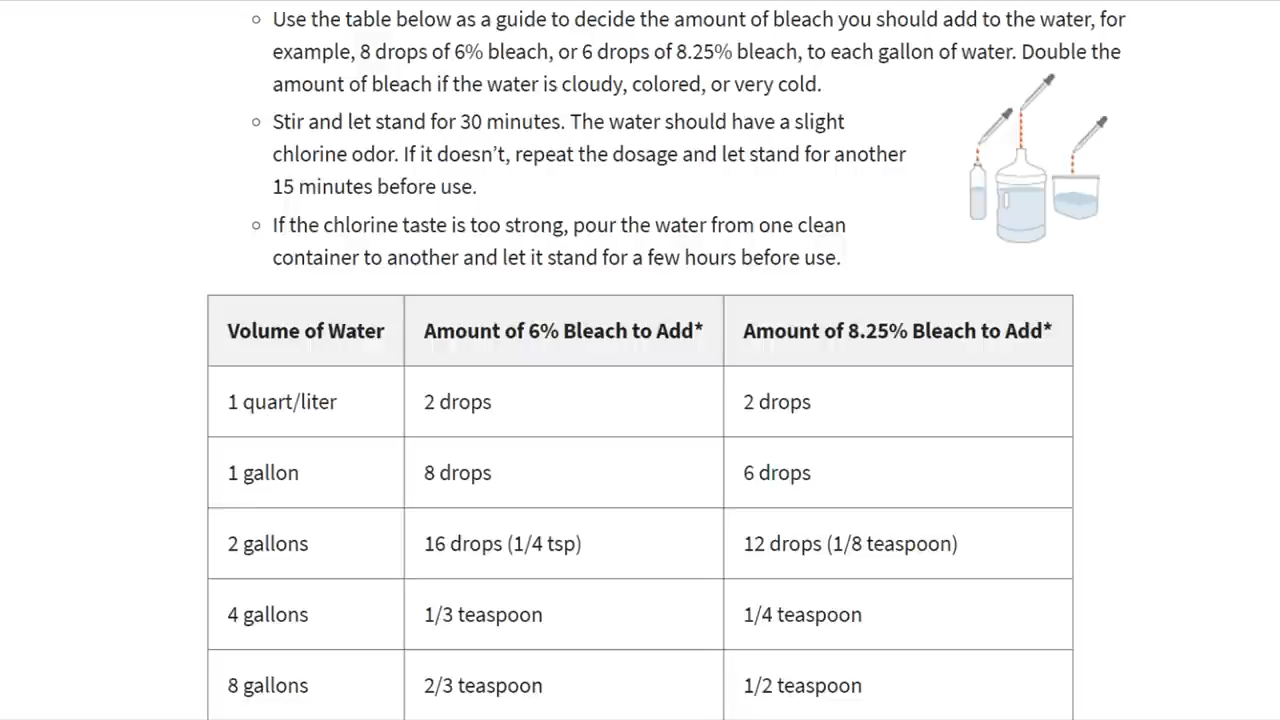 Use the table below as a guide to decide the amount of bleach you should add to the water, for
example, 8 drops of 6% bleach, or 6 drops of 8.25% bleach, to each gallon of water. Double the
amount of bleach if the water is cloudy, colored, or very cold.
Stir and let stand for 30 minutes. The water should have a slight
chlorine odor. If it doesn’t, repeat the dosage and let stand for another
15 minutes before use.
If the chlorine taste is too strong, pour the water from one clean
container to another and let it stand for a few hours before use.
Volume of Water Amount of 6% Bleach to Add* Amount of 8.25% Bleach to Add*
1 quart/liter 2 drops 2 drops
1 gallon 8 drops 6 drops
2 gallons 16 drops (1/4 tsp) 12 drops (1/8 teaspoon)
4 gallons 1/3 teaspoon 1/4 teaspoon
8 gallons 2/3 teaspoon 1/2 teaspoon